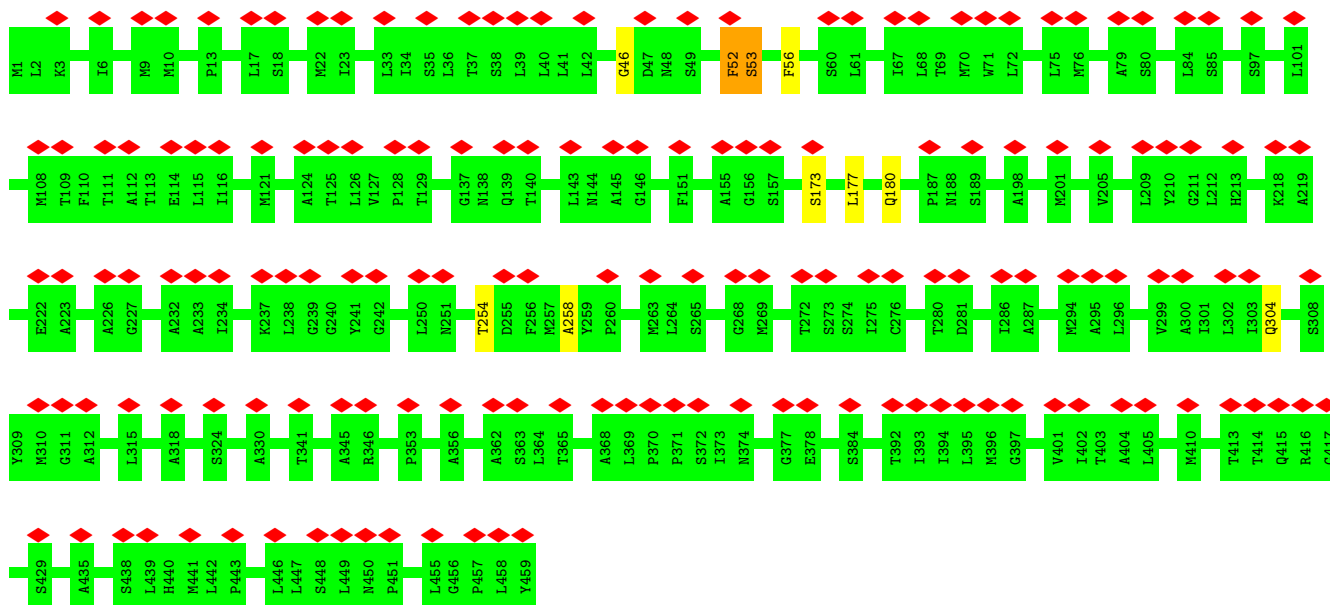 M1 L2 K3 I6 M9 M10 P13 L17 S18 M22 I23 L33 I34 S35 L36 T37 S38 L39 L40 L41 L42 G46 D47 N48 S49 F52 S53 F56 S60 L61 I67 L68 T69 M70 W71 L72 L75 M76 A79 S80 L84 S85 S97 L101
M108 T109 F110 T111 A112 T113 E114 L115 I116 M121 A124 T125 L126 V127 P128 T129 G137 N138 Q139 T140 L143 N144 A145 G146 F151 A155 G156 S157 S173 L177 Q180 P187 N188 S189 A198 M201 V205 L209 Y210 G211 L212 H213 K218 A219
E222 A223 A226 G227 A232 A233 I234 K237 L238 G239 G240 Y241 G242 L250 N251 T254 D255 F256 M257 A258 Y259 P260 M263 L264 S265 G268 M269 T272 S273 S274 I275 C276 T280 D281 I286 A287 M294 A295 L296 V299 A300 I301 L302 I303 Q304 S308
Y309 M310 G311 A312 L315 A318 S324 A330 T341 A345 R346 P353 A356 A362 S363 L364 T365 A368 L369 P370 P371 S372 I373 N374 G377 E378 S384 T392 I393 I394 L395 M396 G397 V401 I402 T403 A404 L405 M410 T413 T414 Q415 R416
S429 A435 S438 L439 H440 M441 L442 P443 L446 L447 S448 L449 N450 P451 L455 G456 P457 L458 Y459